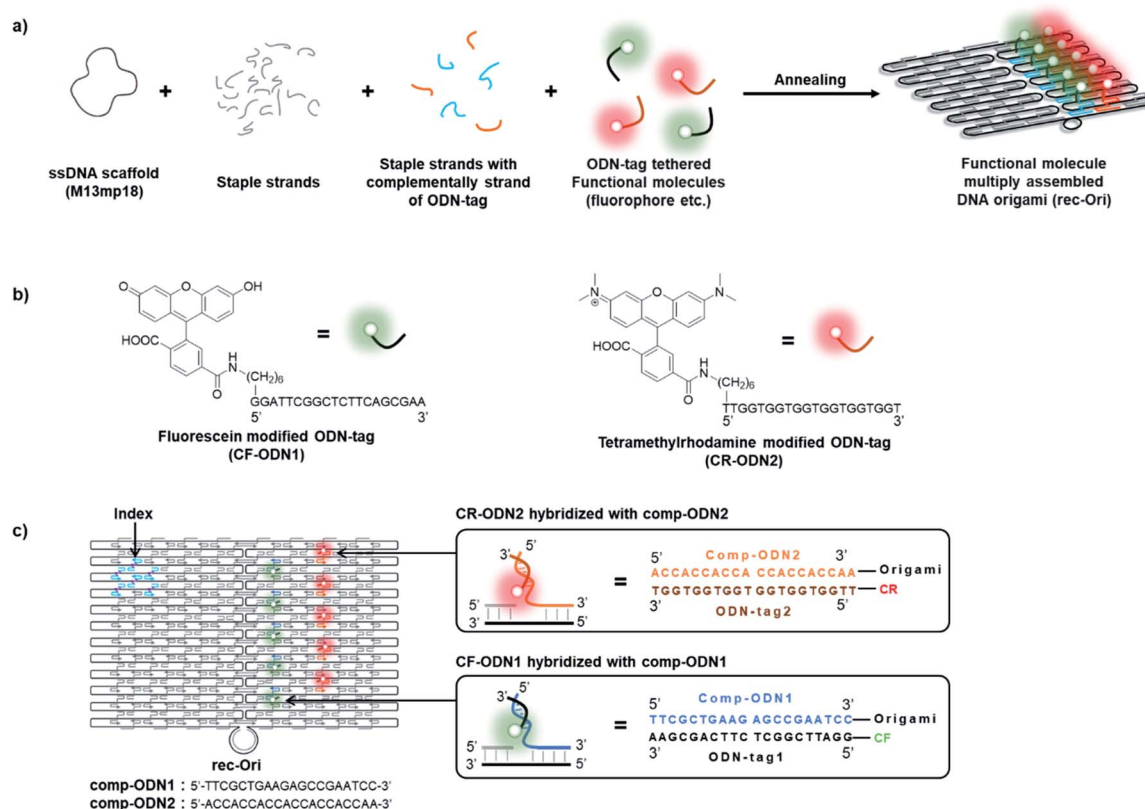 a)
+
+
+
Annealing
ssDNA scaffold
(M13mp18)
Staple strands
Staple strands with
complementally strand
of ODN-tag
ODN-tag tethered
Functional molecules
(fluorophore etc.)
Functional molecule
multiply assembled
DNA origami (rec-Ori)
b)
O
O
OH
HOOC
H
N
O
(CH2)6
GGATTCGGCTCTTCAGCGAA
5'
3'
=
Fluorescein modified ODN-tag
(CF-ODN1)
N
⊕
O
N
HOOC
H
N
O
(CH2)6
TTGGTGGTGGTGGTGGTGGT
5'
3'
=
Tetramethylrhodamine modified ODN-tag
(CR-ODN2)
c)
Index
rec-Ori
comp-ODN1 : 5'-TTCGCTGAAGAGCCGAATCC-3'
comp-ODN2 : 5'-ACCACCACCACCACCACCAA-3'
CR-ODN2 hybridized with comp-ODN2
3'
5'
5'
3'
3'
5'
=
5'
3'
Comp-ODN2
ACCACCACCA CCACCACCAA
Origami
TGGTGGTGGT GGTGGTGGTT
CR
3'
5'
ODN-tag2
CF-ODN1 hybridized with comp-ODN1
3'
5'
5'
3'
3'
5'
=
Comp-ODN1
5'
3'
TTCGCTGAAG AGCCGAATCC
Origami
AAGCGACTTC TCGGCTTAGG
CF
3'
5'
ODN-tag1